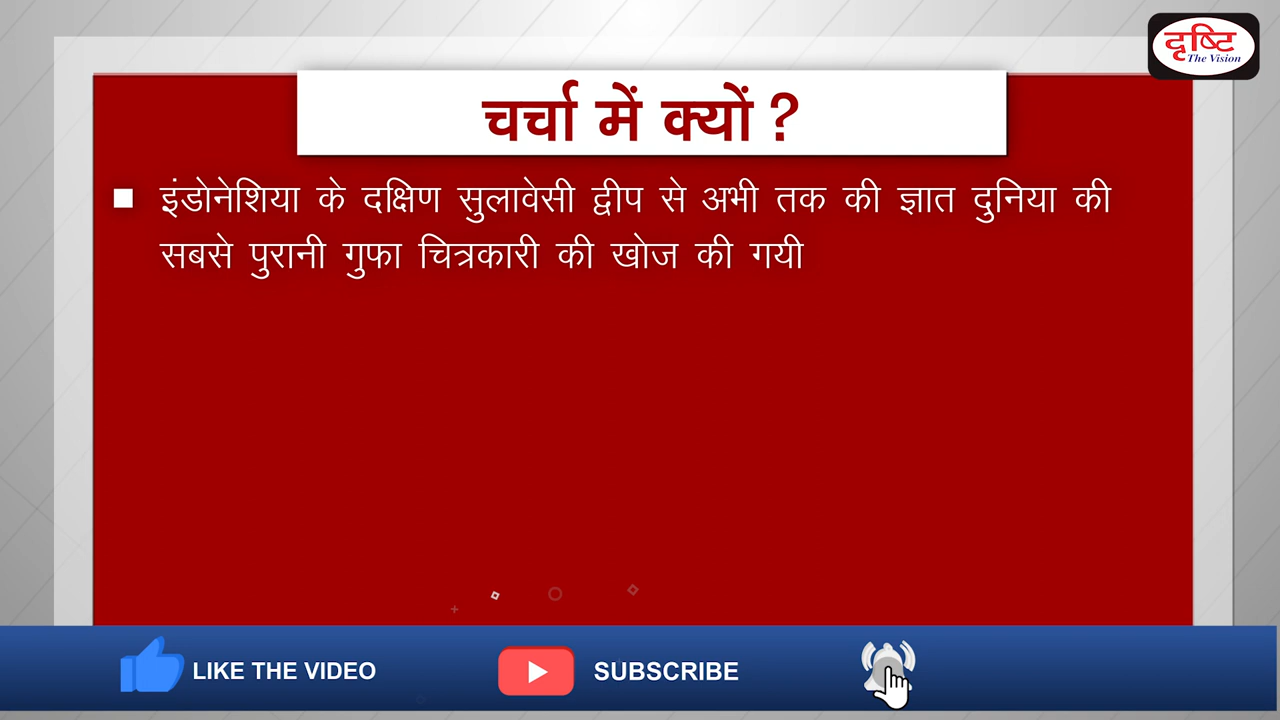 दृष्टि
The Vision
चर्चा में क्यों ?
इंडोनेशिया के दक्षिण सुलावेसी द्वीप से अभी तक की ज्ञात दुनिया की
सबसे पुरानी गुफा चित्रकारी की खोज की गयी
LIKE THE VIDEO
SUBSCRIBE